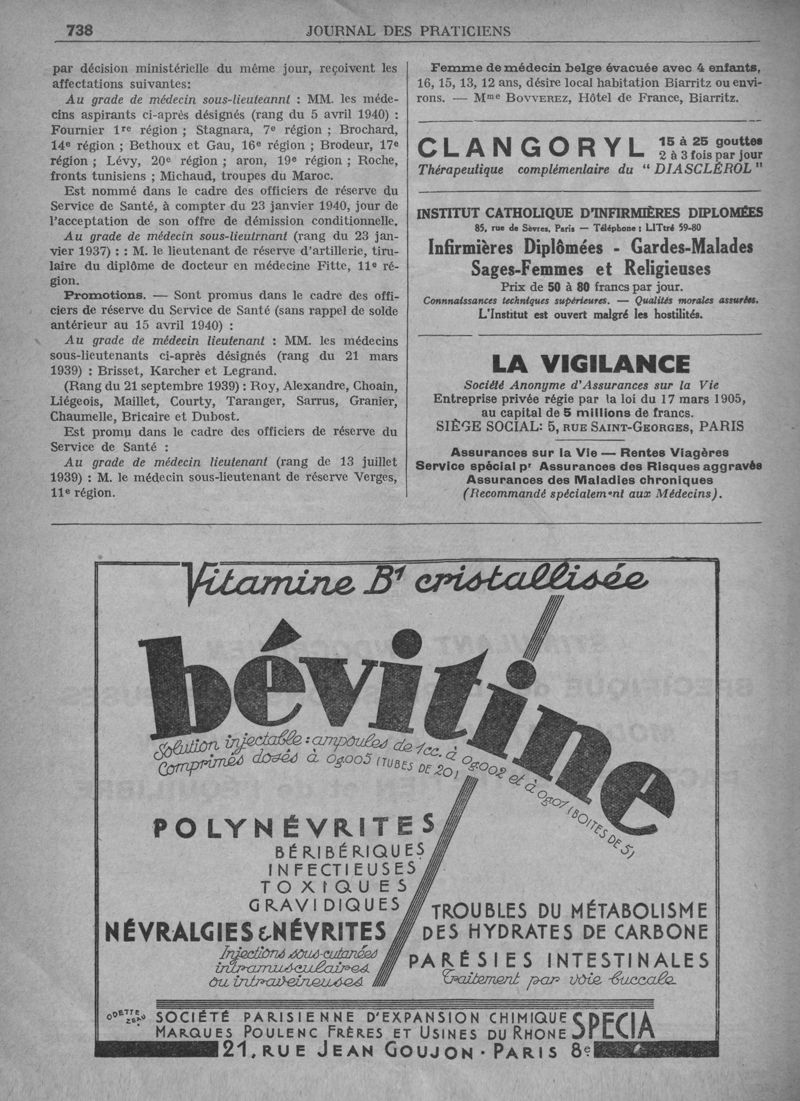 738
JOURNAL DES PRATICIENS
par décision ministérielle du même jour, reçoivent les
affectations suivantes:
Au grade de médecin sous-lieuteannt : MM. les méde-
cins aspirants ci-après désignés (rang du 5 avril 1940) :
Fournier 1re région ; Stagnara, 7e région ; Brochard,
14e région ; Bethoux et Gau, 16e région ; Brodeur, 17e
région ; Lévy, 20e région ; aron, 19e région ; Roche,
fronts tunisiens ; Michaud, troupes du Maroc.
Est nommé dans le cadre des officiers de réserve du
Service de Santé, à compter du 23 janvier 1940, jour de
l'acceptation de son offre de démission conditionnelle.
Au grade de médecin sous-lieutrnant (rang du 23 jan-
vier 1937) : : M. le lieutenant de réserve d'artillerie, tiru-
laire du diplôme de docteur en médecine Fitte, 11e ré-
gion.
Promotions. — Sont promus dans le cadre des offi-
ciers de réserve du Service de Santé (sans rappel de solde
antérieur au 15 avril 1940) :
Au grade de médecin lieutenant : MM. les médecins
sous-lieutenants ci-après désignés (rang du 21 mars
1939) : Brisset, Karcher et Legrand.
(Rang du 21 septembre 1939) : Roy, Alexandre, Choain,
Liégeois, Maillet, Courty, Taranger, Sarrus, Granier,
Chaumelle, Bricaire et Dubost.
Est promu dans le cadre des officiers de réserve du
Service de Santé :
Au grade de médecin lieutenant (rang de 13 juillet
1939) : M. le médecin sous-lieutenant de réserve Verges,
11e région.
Femme de médecin belge évacuée avec 4 enfants,
16, 15, 13, 12 ans, désire local habitation Biarritz ou envi-
rons. — Mme BOVVEREZ, Hôtel de France, Biarritz.
CLANGORYL 15 à 25 gouttes
2 à 3 fois par jour
Thérapeutique complémenlaire du " DIASCLÉROL "
INSTITUT CATHOLIQUE D'INFIRMIÈRES DIPLOMÉES
85, rue de Sèvres, Paris — Téléphone : LITtré 59-80
Infirmières Diplômées - Gardes-Malades
Sages-Femmes et Religieuses
Prix de 50 à 80 francs par jour.
Connnaissances techniques supérieures. — Qualités morales assurées.
L'Institut est ouvert malgré les hostilités.
LA VIGILANCE
Société Anonyme d'Assurances sur la Vie
Entreprise privée régie par la loi du 17 mars 1905,
au capital de 5 millions de francs.
SIÈGE SOCIAL: 5, RUE SAINT-GEORGES, PARIS
Assurances sur la Vie — Rentes Viagères
Service spécial pr Assurances des Risques aggravés
Assurances des Maladies chroniques
(Recommandé spécialement aux Médecins).
Vitamine B1 cristallisée
bévitine
Solution injectable : ampoules de 1cc. à 0g002 et à 0g01 (BOITES DE 5)
Comprimés dosés à 0g005 (TUBES DE 20)
POLYNÉVRITES
BÉRIBÉRIQUES
INFECTIEUSES
TOXIQUES
GRAVIDIQUES
NÉVRALGIES & NÉVRITES
Injections sous-cutanées
intramusculaires
ou intraveineuses
TROUBLES DU MÉTABOLISME
DES HYDRATES DE CARBONE
PARÉSIES INTESTINALES
Traitement par voie buccale
SOCIÉTÉ PARISIENNE D'EXPANSION CHIMIQUE SPECIA
MARQUES POULENC FRÈRES ET USINES DU RHONE
21, RUE JEAN GOUJON · PARIS 8e